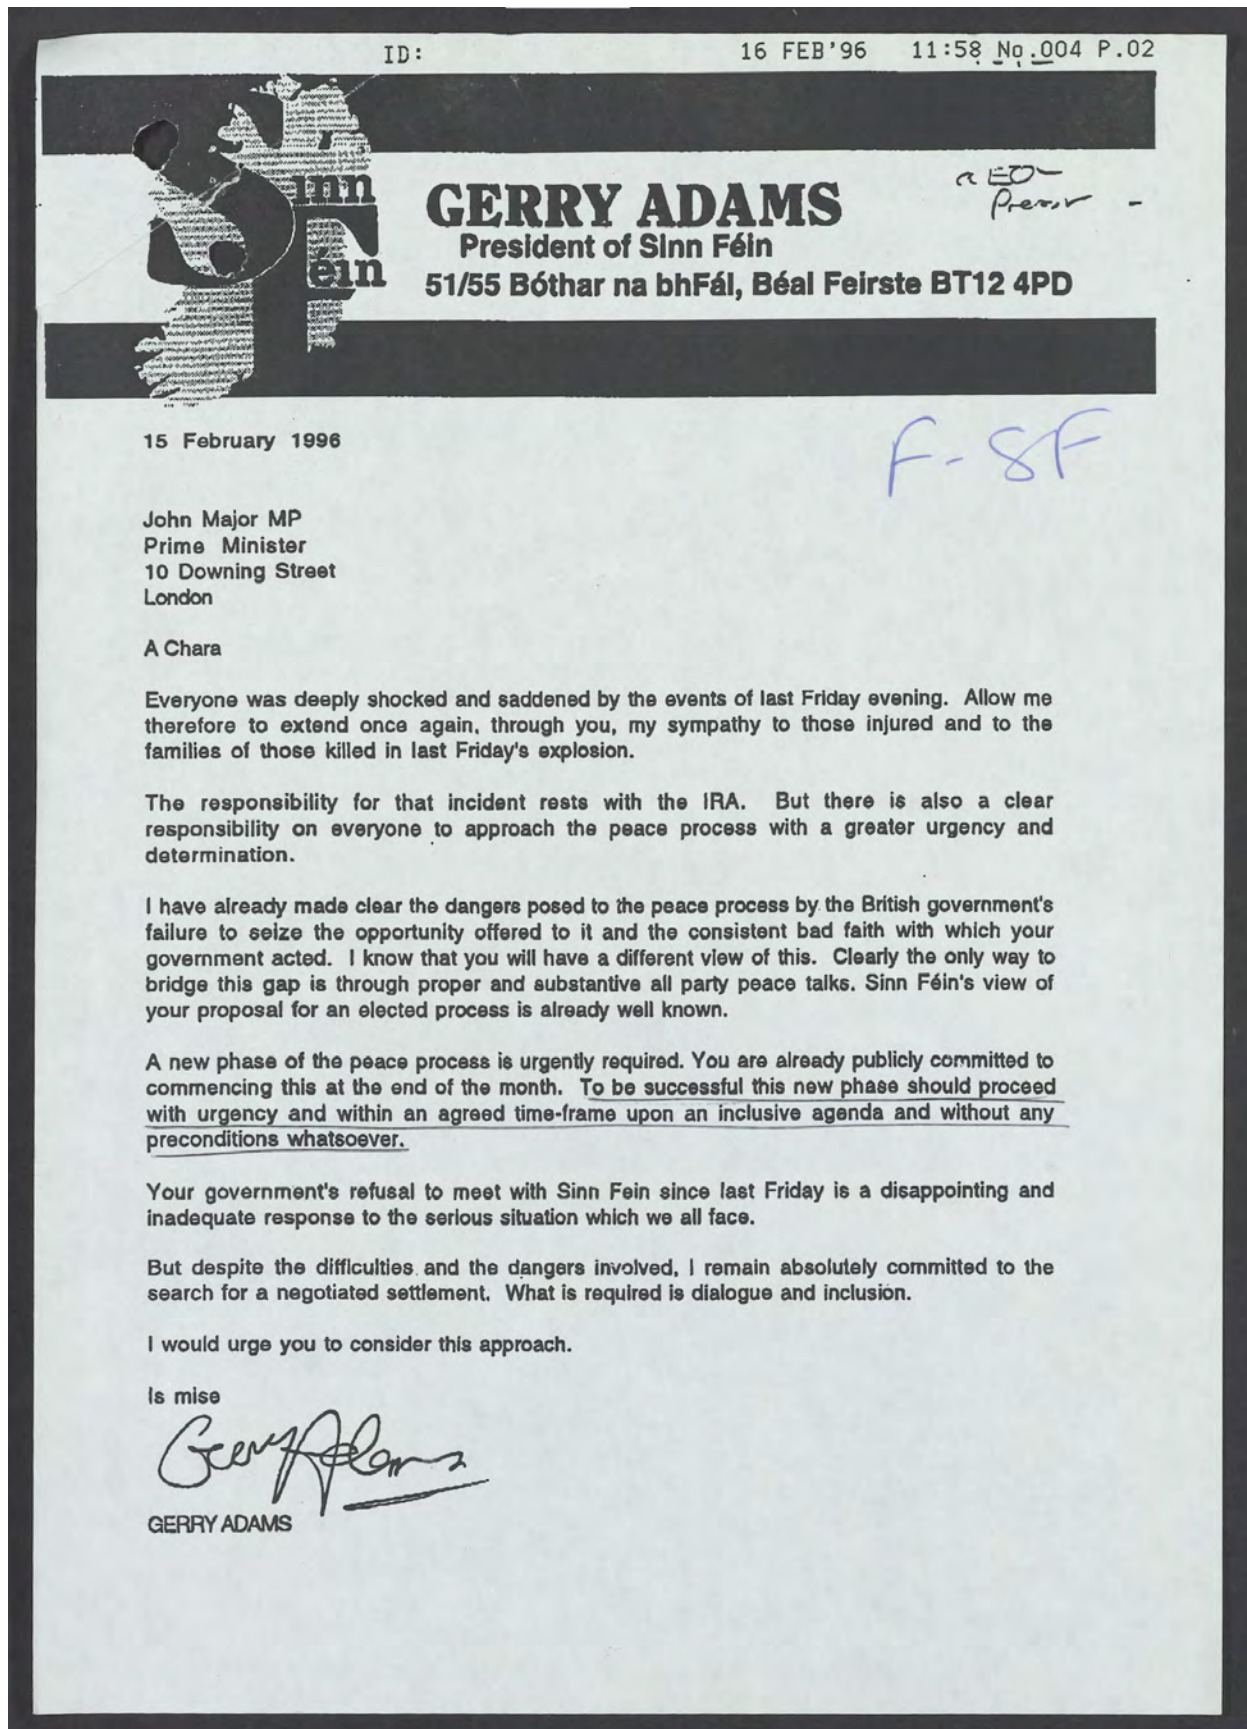 ID: 16 FEB'96 11:58 No.004 P.02
Sinn
Féin
GERRY ADAMS
President of Sinn Féin
51/55 Bóthar na bhFál, Béal Feirste BT12 4PD
15 February 1996
F-SF
John Major MP
Prime Minister
10 Downing Street
London
A Chara
Everyone was deeply shocked and saddened by the events of last Friday evening. Allow me
therefore to extend once again, through you, my sympathy to those injured and to the
families of those killed in last Friday's explosion.
The responsibility for that incident rests with the IRA. But there is also a clear
responsibility on everyone to approach the peace process with a greater urgency and
determination.
I have already made clear the dangers posed to the peace process by the British government's
failure to seize the opportunity offered to it and the consistent bad faith with which your
government acted. I know that you will have a different view of this. Clearly the only way to
bridge this gap is through proper and substantive all party peace talks. Sinn Féin's view of
your proposal for an elected process is already well known.
A new phase of the peace process is urgently required. You are already publicly committed to
commencing this at the end of the month. To be successful this new phase should proceed
with urgency and within an agreed time-frame upon an inclusive agenda and without any
preconditions whatsoever.
Your government's refusal to meet with Sinn Fein since last Friday is a disappointing and
inadequate response to the serious situation which we all face.
But despite the difficulties and the dangers involved, I remain absolutely committed to the
search for a negotiated settlement. What is required is dialogue and inclusion.
I would urge you to consider this approach.
Is mise
Gerry Adams
GERRY ADAMS